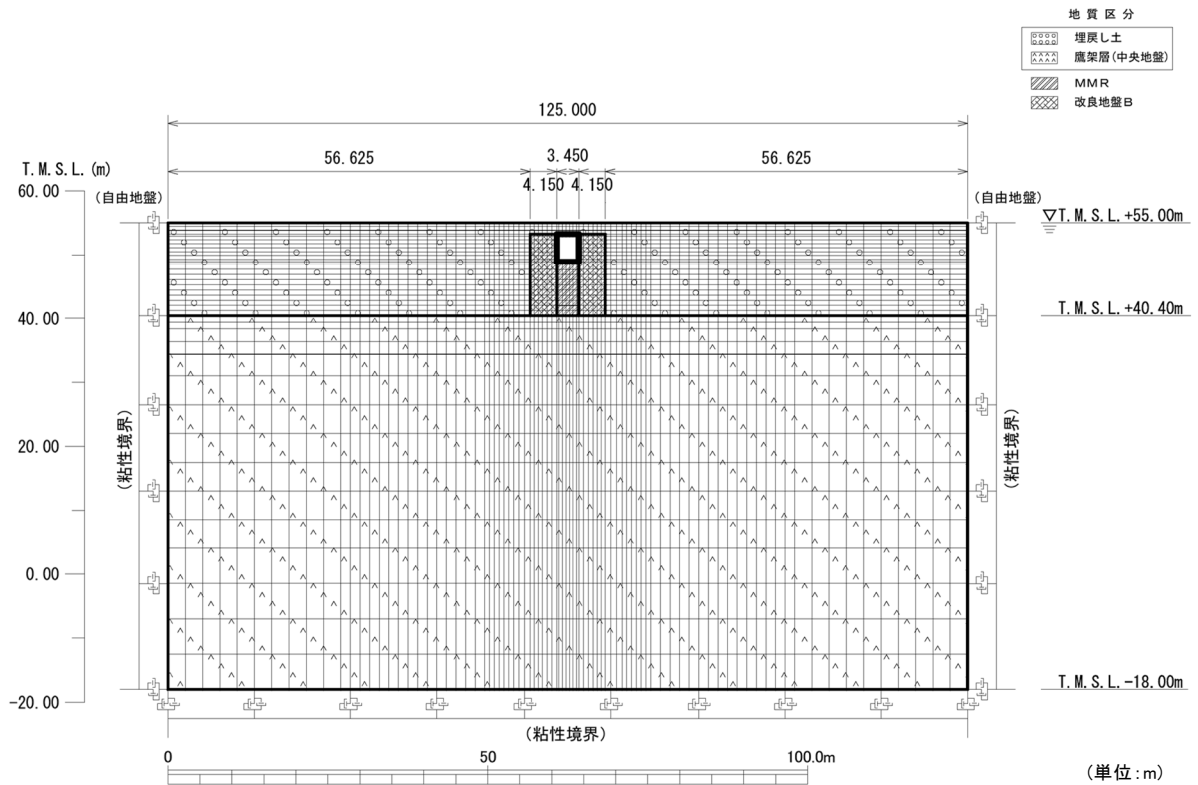 地 質 区 分
埋戻し土
鷹架層(中央地盤)
MMR
改良地盤B
125.000
56.625
3.450
56.625
4.150
4.150
T.M.S.L.(m)
60.00
(自由地盤)
(自由地盤)
T.M.S.L.+55.00m
40.00
T.M.S.L.+40.40m
20.00
(粘性境界)
(粘性境界)
0.00
-20.00
T.M.S.L.-18.00m
(粘性境界)
0
50
100.0m
(単位:m)